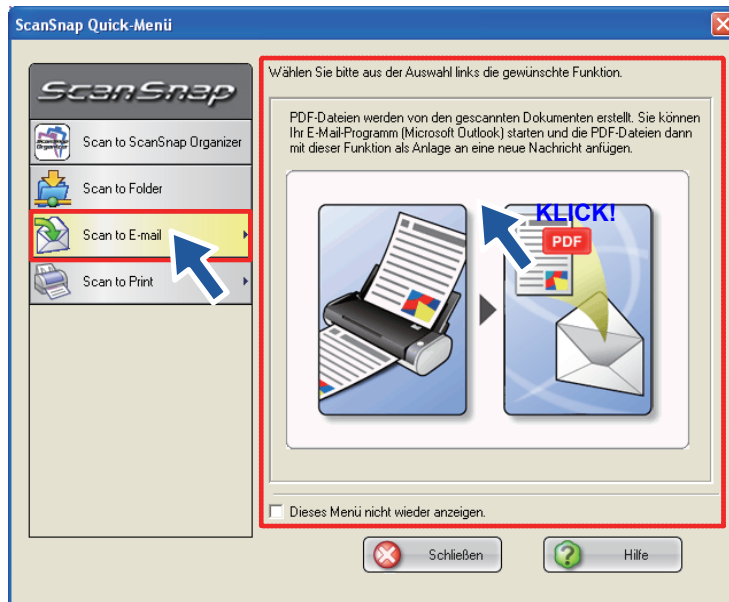 ScanSnap Quick-Menü
Wählen Sie bitte aus der Auswahl links die gewünschte Funktion.
ScanSnap
Scan to ScanSnap Organizer
Scan to Folder
Scan to E-mail
Scan to Print
PDF-Dateien werden von den gescannten Dokumenten erstellt. Sie können
Ihr E-Mail-Programm (Microsoft Outlook) starten und die PDF-Dateien dann
mit dieser Funktion als Anlage an eine neue Nachricht anfügen.
KLICK!
PDF
Dieses Menü nicht wieder anzeigen.
Schließen
Hilfe